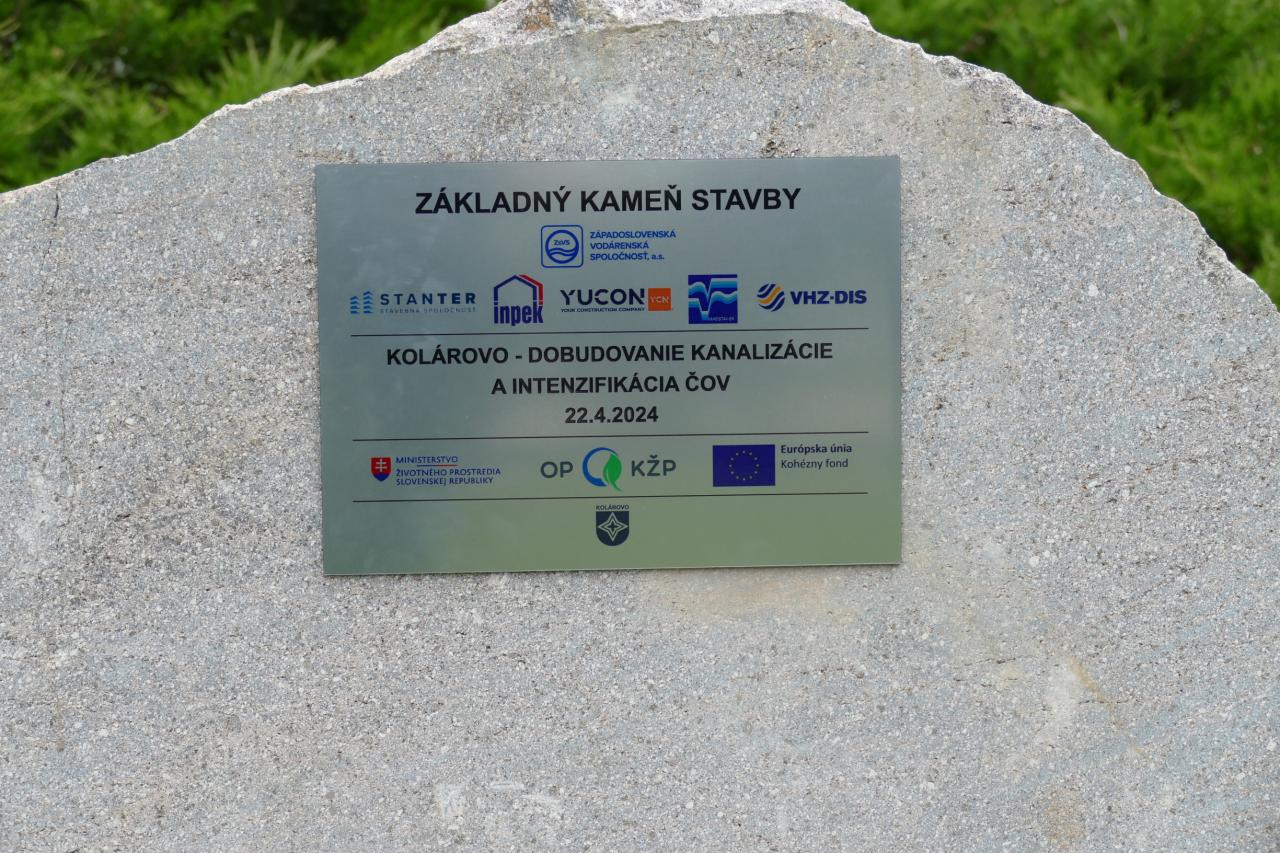 ZÁKLADNÝ KAMEŇ STAVBY
ZsVS
ZÁPADOSLOVENSKÁ
VODÁRENSKÁ
SPOLOČNOSŤ, a.s.
STANTER
STAVEBNÁ SPOLOČNOSŤ
inpek
YUCON YCN
YOUR CONSTRUCTION COMPANY
VHZ-DIS
KOLÁROVO - DOBUDOVANIE KANALIZÁCIE
A INTENZIFIKÁCIA ČOV
22.4.2024
MINISTERSTVO
ŽIVOTNÉHO PROSTREDIA
SLOVENSKEJ REPUBLIKY
OP KŽP
Európska únia
Kohézny fond
KOLÁROVO